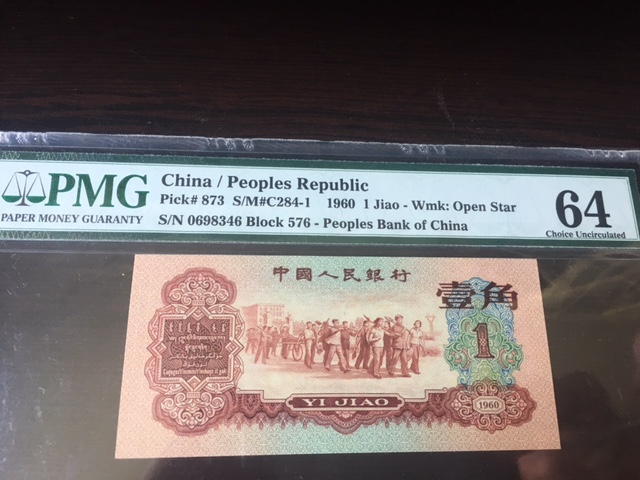 PMG
PAPER MONEY GUARANTY
China / Peoples Republic
Pick# 873 S/M#C284-1 1960 1 Jiao - Wmk: Open Star
S/N 0698346 Block 576 - Peoples Bank of China
64
Choice Uncirculated
中國人民銀行
壹角
1
YI JIAO
1960